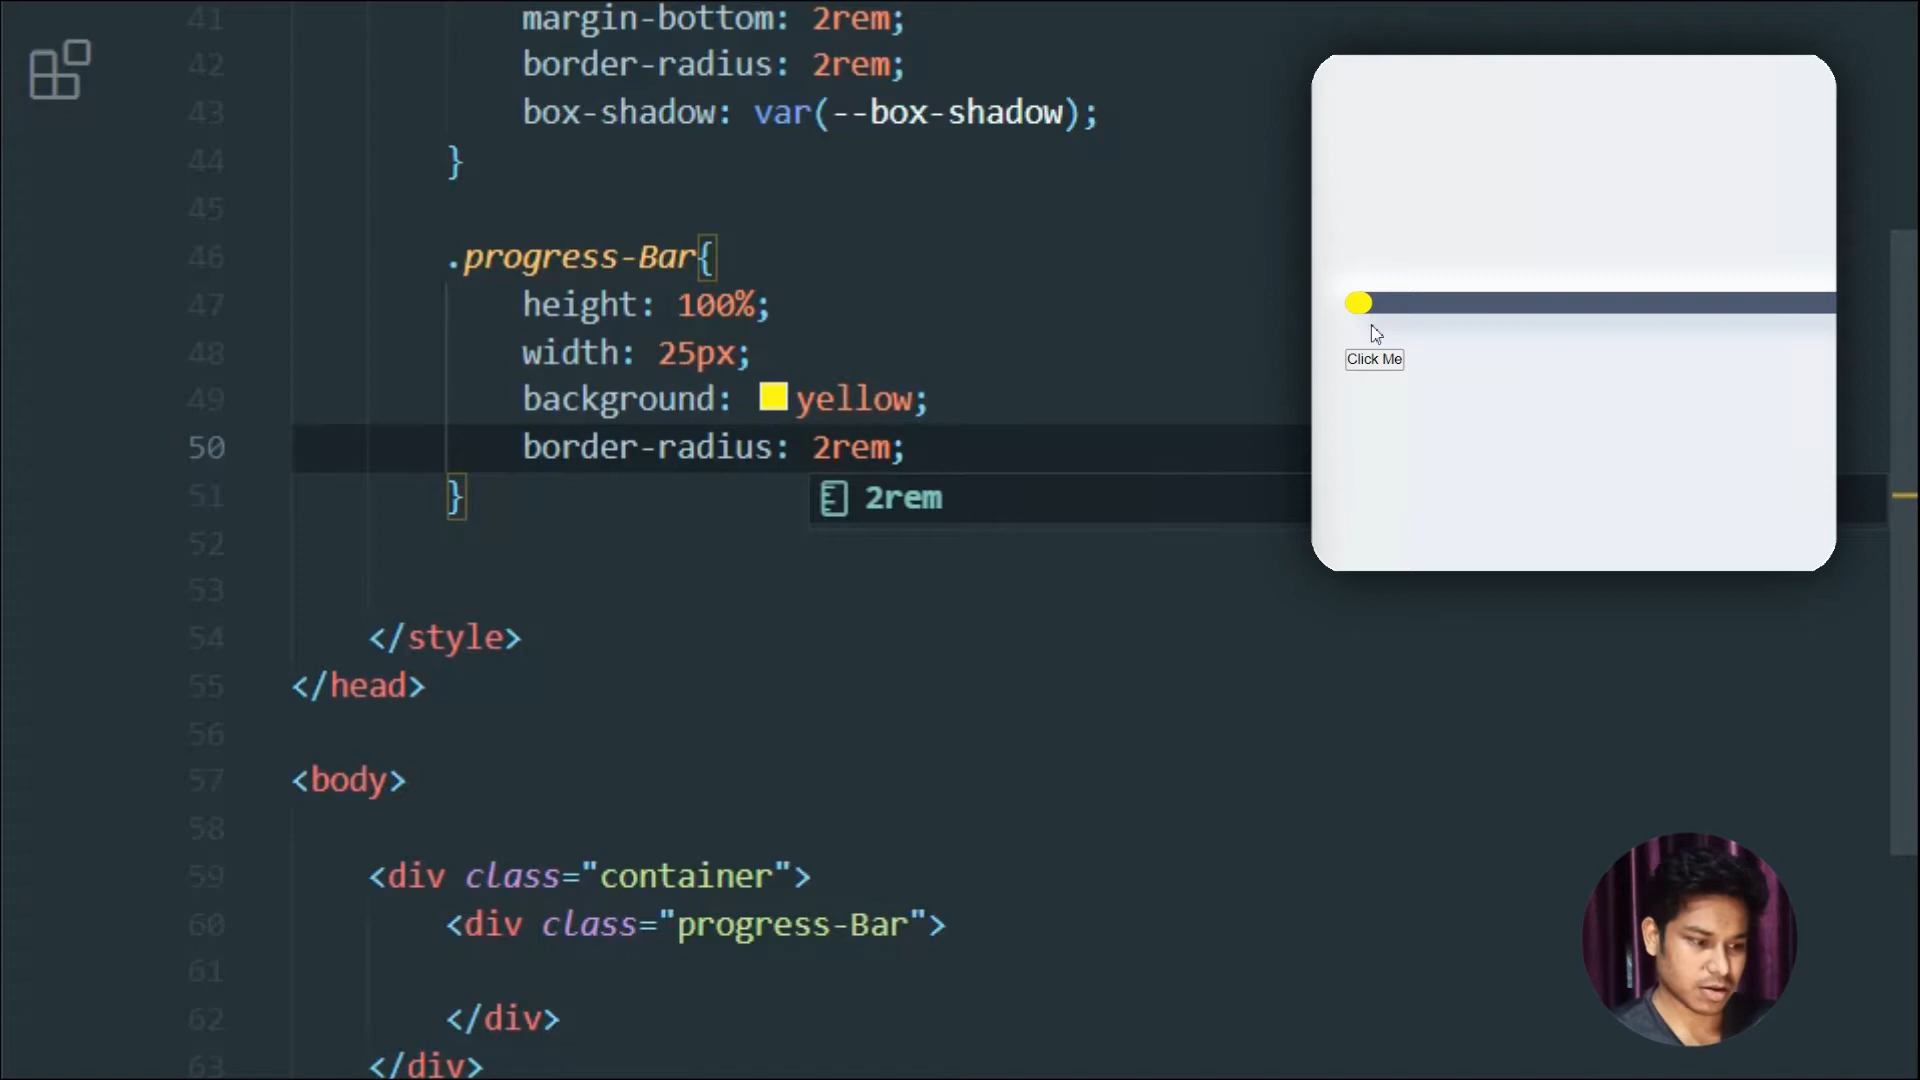 41 margin-bottom: 2rem;
42 border-radius: 2rem;
43 box-shadow: var(--box-shadow);
44 }
45
46 .progress-Bar{
47 height: 100%;
48 width: 25px;
49 background: yellow;
50 border-radius: 2rem;
51 }
2rem
52
53
54 </style>
55 </head>
56
57 <body>
58
59 <div class="container">
60 <div class="progress-Bar">
61
62 </div>
63 </div>
Click Me